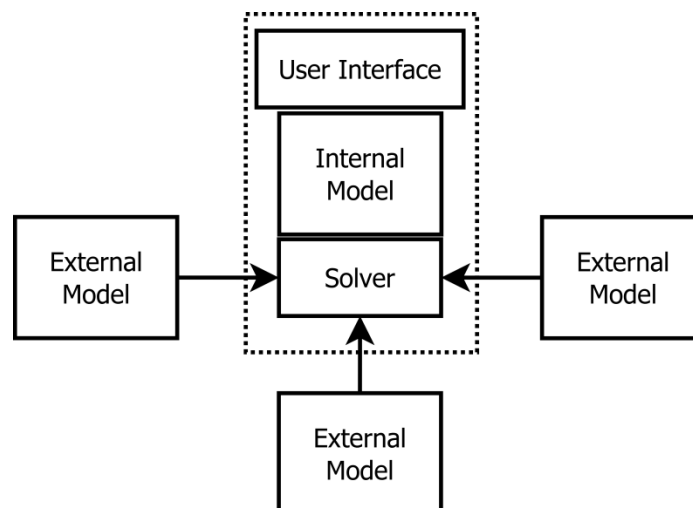 User Interface
Internal
Model
External
Model
Solver
External
Model
External
Model